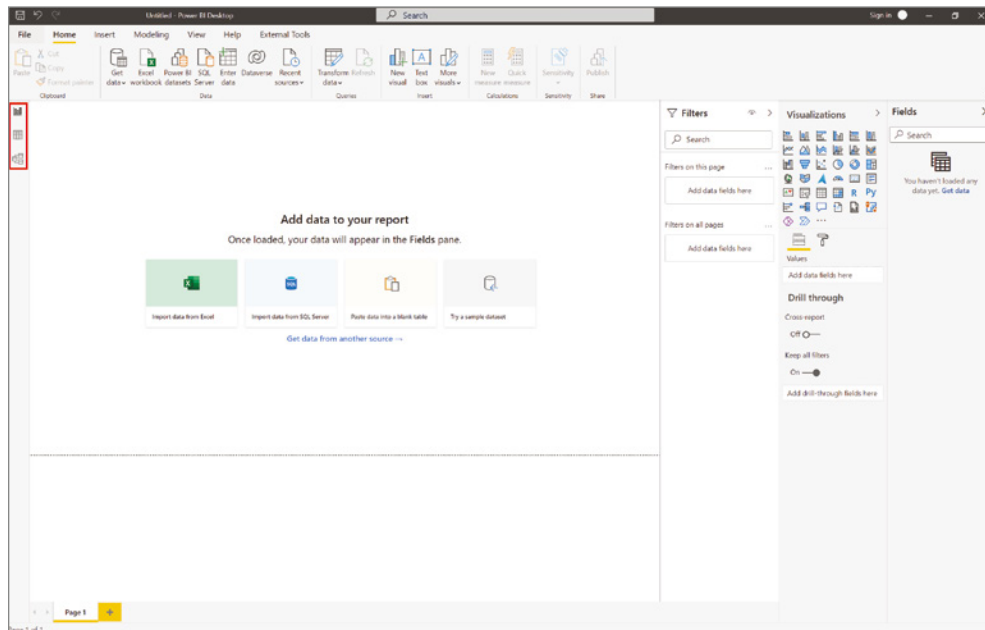 Untitled - Power BI Desktop
Search
Sign in
File Home Insert Modeling View Help External Tools
Paste
Cut
Copy
Format painter
Clipboard
Get data
Excel workbook
Power BI datasets
SQL Server
Enter data
Dataverse
Recent sources
Data
Transform data
Refresh
Queries
New visual
Text box
More visuals
Insert
New measure
Quick measure
Calculations
Sensitivity
Sensitivity
Publish
Share
Add data to your report
Once loaded, your data will appear in the Fields pane.
Import data from Excel
SQL
Import data from SQL Server
Paste data into a blank table
Try a sample dataset
Get data from another source →
Filters
Search
Filters on this page ...
Add data fields here
Filters on all pages ...
Add data fields here
Visualizations
R Py
...
Values
Add data fields here
Drill through
Cross-report
Off
Keep all filters
On
Add drill-through fields here
Fields
Search
You haven't loaded any
data yet. Get data
Page 1
+
Page 1 of 1